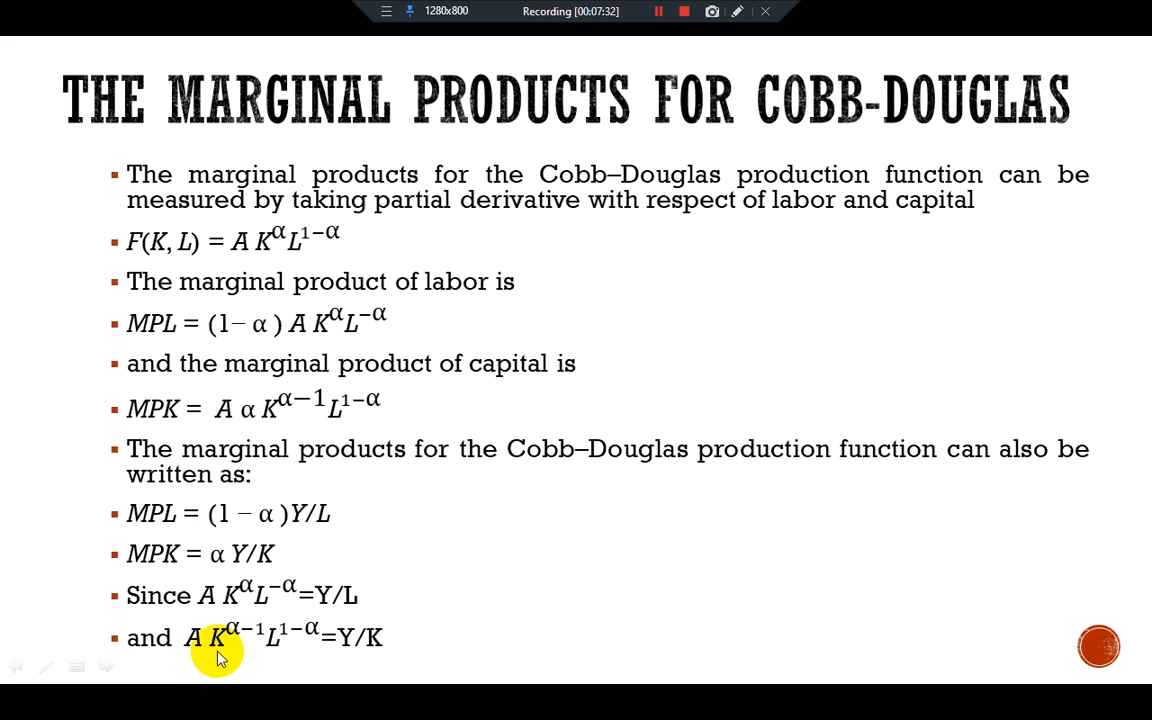 1280x800 Recording [00:07:32]
THE MARGINAL PRODUCTS FOR COBB-DOUGLAS
▪ The marginal products for the Cobb–Douglas production function can be
measured by taking partial derivative with respect of labor and capital
▪ F(K, L) = A K^α L^1−α
▪ The marginal product of labor is
▪ MPL = (1− α ) A K^α L^−α
▪ and the marginal product of capital is
▪ MPK = A α K^α−1 L^1−α
▪ The marginal products for the Cobb–Douglas production function can also be
written as:
▪ MPL = (1 − α )Y/L
▪ MPK = α Y/K
▪ Since A K^α L^−α=Y/L
▪ and A K^α−1 L^1−α=Y/K